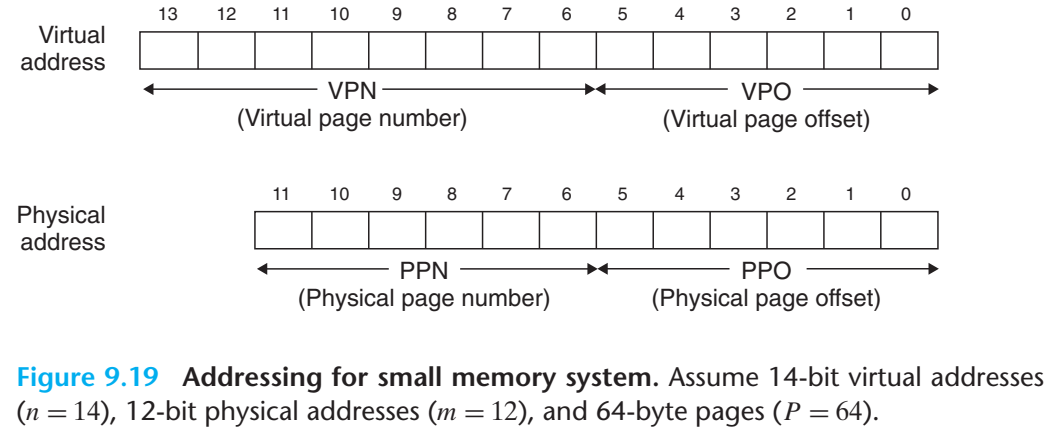 13 12 11 10 9 8 7 6 5 4 3 2 1 0
Virtual
address
VPN VPO
(Virtual page number) (Virtual page offset)
11 10 9 8 7 6 5 4 3 2 1 0
Physical
address
PPN PPO
(Physical page number) (Physical page offset)
Figure 9.19 Addressing for small memory system. Assume 14-bit virtual addresses
(n = 14), 12-bit physical addresses (m = 12), and 64-byte pages (P = 64).